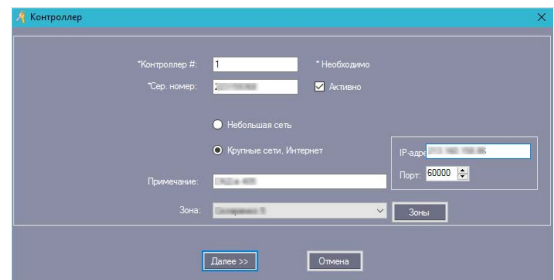 Контроллер
*Контроллер #: 1 * Необходимо
*Сер. номер: Активно
Небольшая сеть
Крупные сети, Интернет
IP-адре
Порт: 60000
Примечание:
Зона: Зоны
Далее >> Отмена